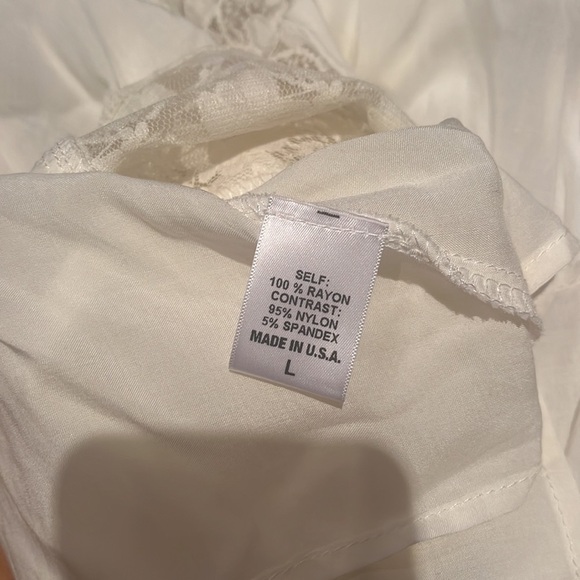 SELF:
100 % RAYON
CONTRAST:
95% NYLON
5% SPANDEX
MADE IN U.S.A.
L